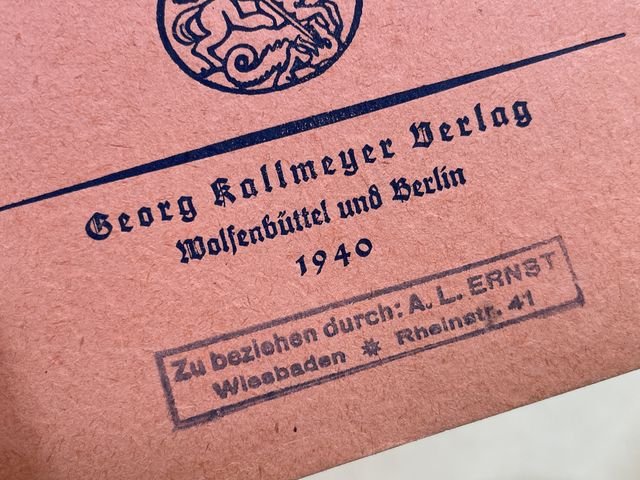 Georg Kallmeyer Verlag
Wolfenbüttel und Berlin
1940
Zu beziehen durch: A. L. ERNST
Wiesbaden ✷ Rheinstr. 41